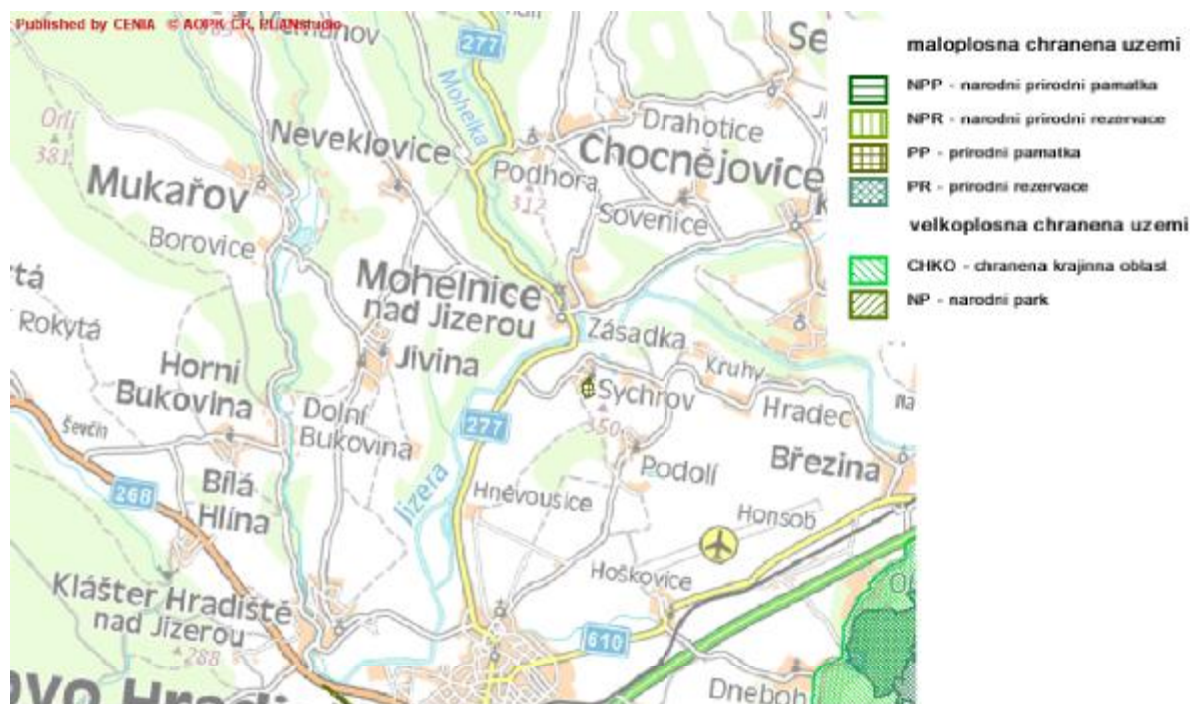 Published by CENIA © AOPK ČR, PLANstudio
277
Mohelka
Orlí
381
Neveklovice
Drahotice
Chocnějovice
Podhora
312
Mukařov
Sovenice
Borovice
Mohelnice
nad Jizerou
Rokytá
Zásadka
Jivina
Kruhy
Horní
Bukovina
Sychrov
350
Hradec
Ševčín
Dolní
Bukovina
277
Březina
Podolí
Bílá
Hlína
268
Jizera
Hněvousice
Honsob
Hoškovice
Klášter Hradiště
nad Jizerou
288
610
Dneboh
maloplosna chranena uzemi
NPP - narodni prirodni pamatka
NPR - narodni prirodni rezervace
PP - prirodni pamatka
PR - prirodni rezervace
velkoplosna chranena uzemi
CHKO - chranena krajinna oblast
NP - narodni park